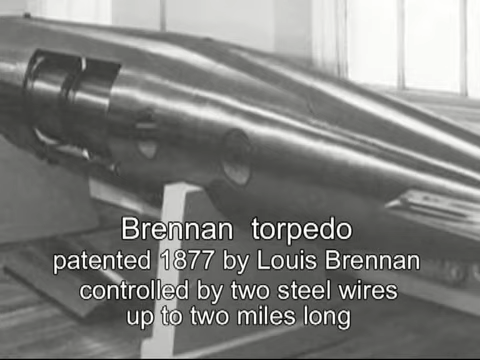 Brennan torpedo
patented 1877 by Louis Brennan
controlled by two steel wires
up to two miles long